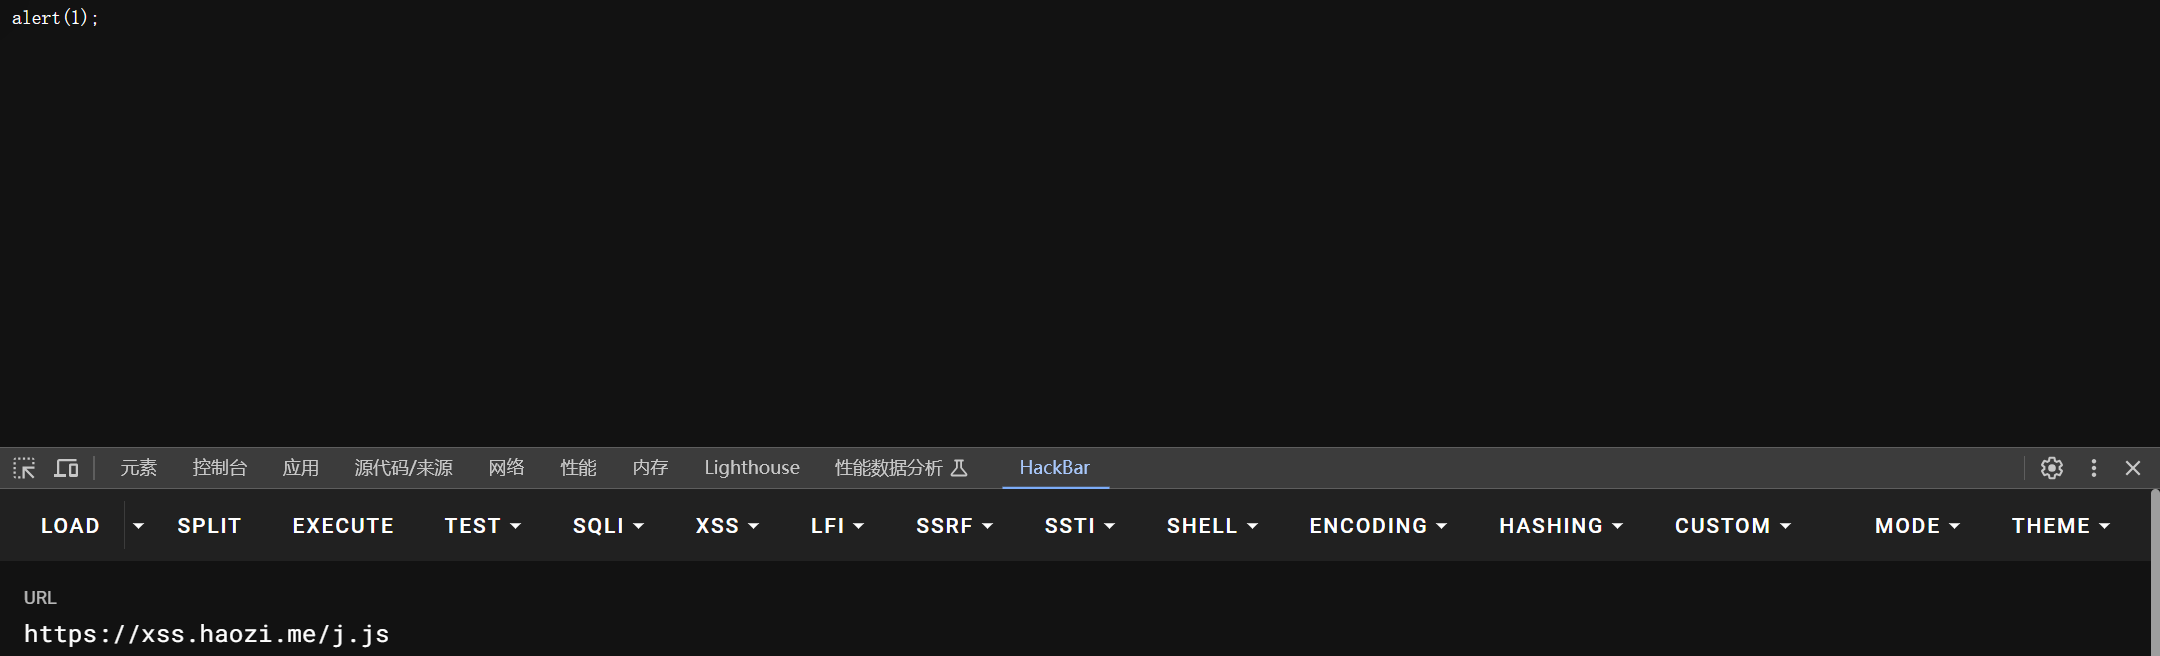 alert(1);
元素 控制台 应用 源代码/来源 网络 性能 内存 Lighthouse 性能数据分析 HackBar
LOAD SPLIT EXECUTE TEST SQLI XSS LFI SSRF SSTI SHELL ENCODING HASHING CUSTOM MODE THEME
URL
https://xss.haozi.me/j.js